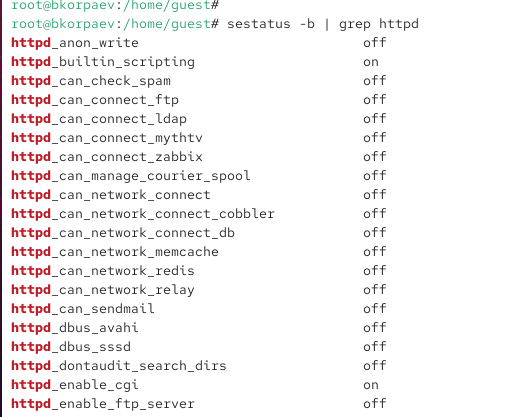 root@bkorpaev:/home/guest#
root@bkorpaev:/home/guest# sestatus -b | grep httpd
httpd_anon_write off
httpd_builtin_scripting on
httpd_can_check_spam off
httpd_can_connect_ftp off
httpd_can_connect_ldap off
httpd_can_connect_mythtv off
httpd_can_connect_zabbix off
httpd_can_manage_courier_spool off
httpd_can_network_connect off
httpd_can_network_connect_cobbler off
httpd_can_network_connect_db off
httpd_can_network_memcache off
httpd_can_network_redis off
httpd_can_network_relay off
httpd_can_sendmail off
httpd_dbus_avahi off
httpd_dbus_sssd off
httpd_dontaudit_search_dirs off
httpd_enable_cgi on
httpd_enable_ftp_server off